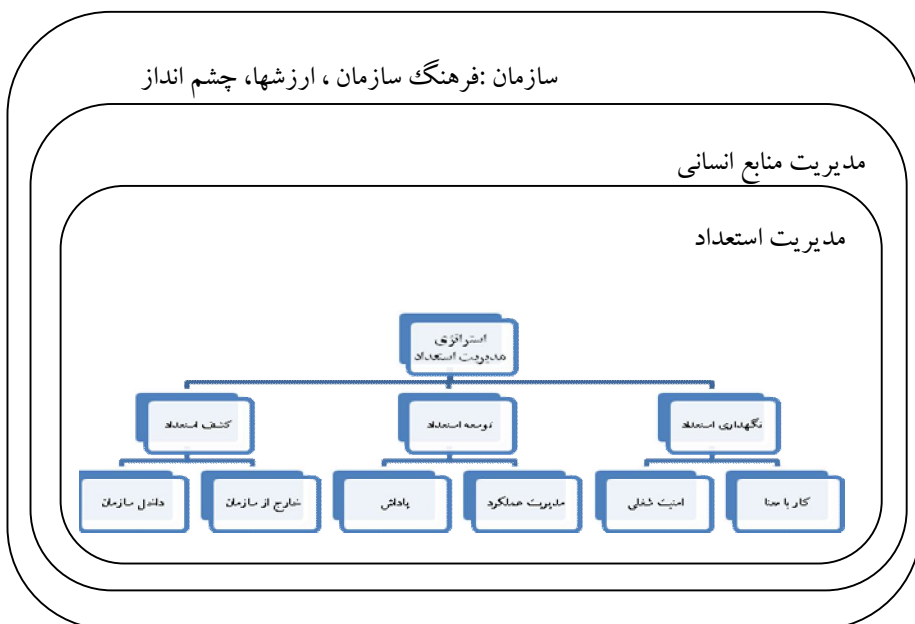 سازمان :فرهنگ سازمان ، ارزشها، چشم انداز
مدیریت منابع انسانی
مدیریت استعداد
استراتژی
مدیریت استعداد
نگهداری استعداد
توسعه استعداد
کشف استعداد
کار با معنا
امنیت شغلی
مدیریت عملکرد
پاداش
خارج از سازمان
داخل سازمان